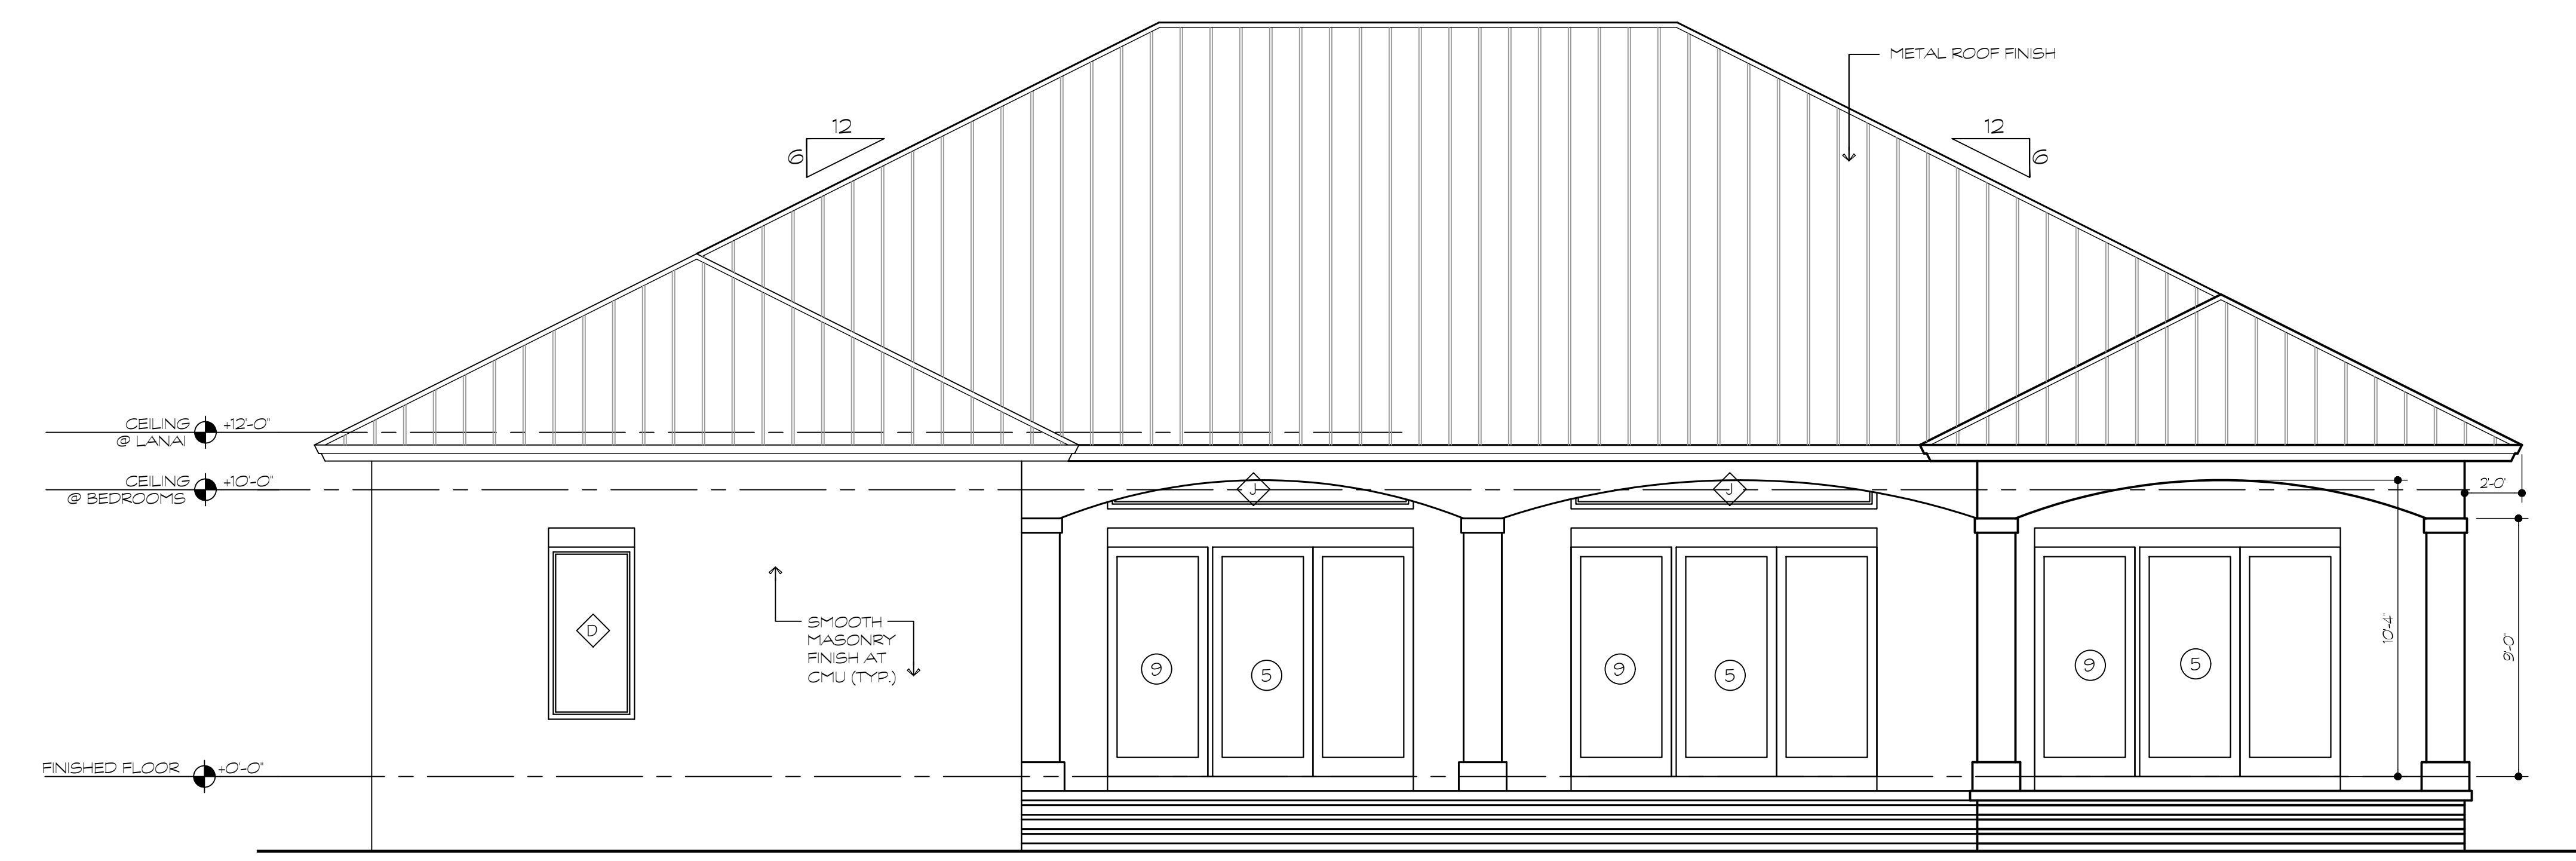 METAL ROOF FINISH
12
6
12
6
CEILING
@ LANAI
+12'-0"
CEILING
@ BEDROOMS
+10'-0"
J
J
2'-0"
D
SMOOTH
MASONRY
FINISH AT
CMU (TYP.)
9
5
9
5
9
5
10'-4"
9'-0"
FINISHED FLOOR
+0'-0"